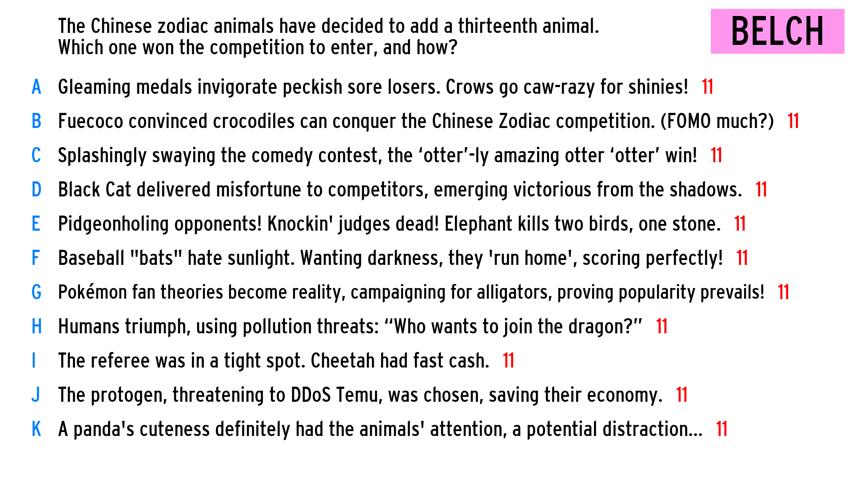 The Chinese zodiac animals have decided to add a thirteenth animal.
Which one won the competition to enter, and how?
BELCH
A Gleaming medals invigorate peckish sore losers. Crows go caw-razy for shinies! 11
B Fuecoco convinced crocodiles can conquer the Chinese Zodiac competition. (FOMO much?) 11
C Splashingly swaying the comedy contest, the ‘otter’-ly amazing otter ‘otter’ win! 11
D Black Cat delivered misfortune to competitors, emerging victorious from the shadows. 11
E Pidgeonholing opponents! Knockin' judges dead! Elephant kills two birds, one stone. 11
F Baseball "bats" hate sunlight. Wanting darkness, they 'run home', scoring perfectly! 11
G Pokémon fan theories become reality, campaigning for alligators, proving popularity prevails! 11
H Humans triumph, using pollution threats: “Who wants to join the dragon?” 11
I The referee was in a tight spot. Cheetah had fast cash. 11
J The protogen, threatening to DDoS Temu, was chosen, saving their economy. 11
K A panda's cuteness definitely had the animals' attention, a potential distraction... 11